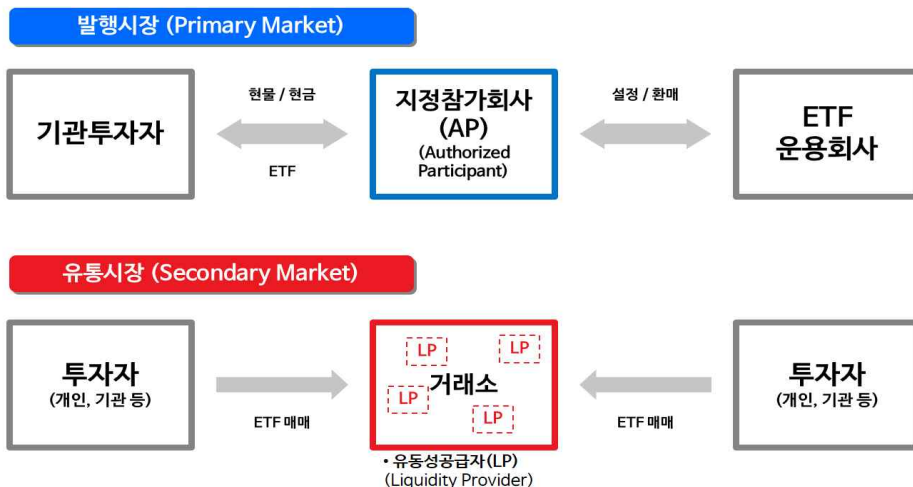 발행시장 (Primary Market)
기관투자자
현물 / 현금
ETF
지정참가회사
(AP)
(Authorized
Participant)
설정 / 환매
ETF
운용회사
유통시장 (Secondary Market)
투자자
(개인, 기관 등)
ETF 매매
LP
LP
거래소
LP
LP
• 유동성공급자(LP)
(Liquidity Provider)
ETF 매매
투자자
(개인, 기관 등)